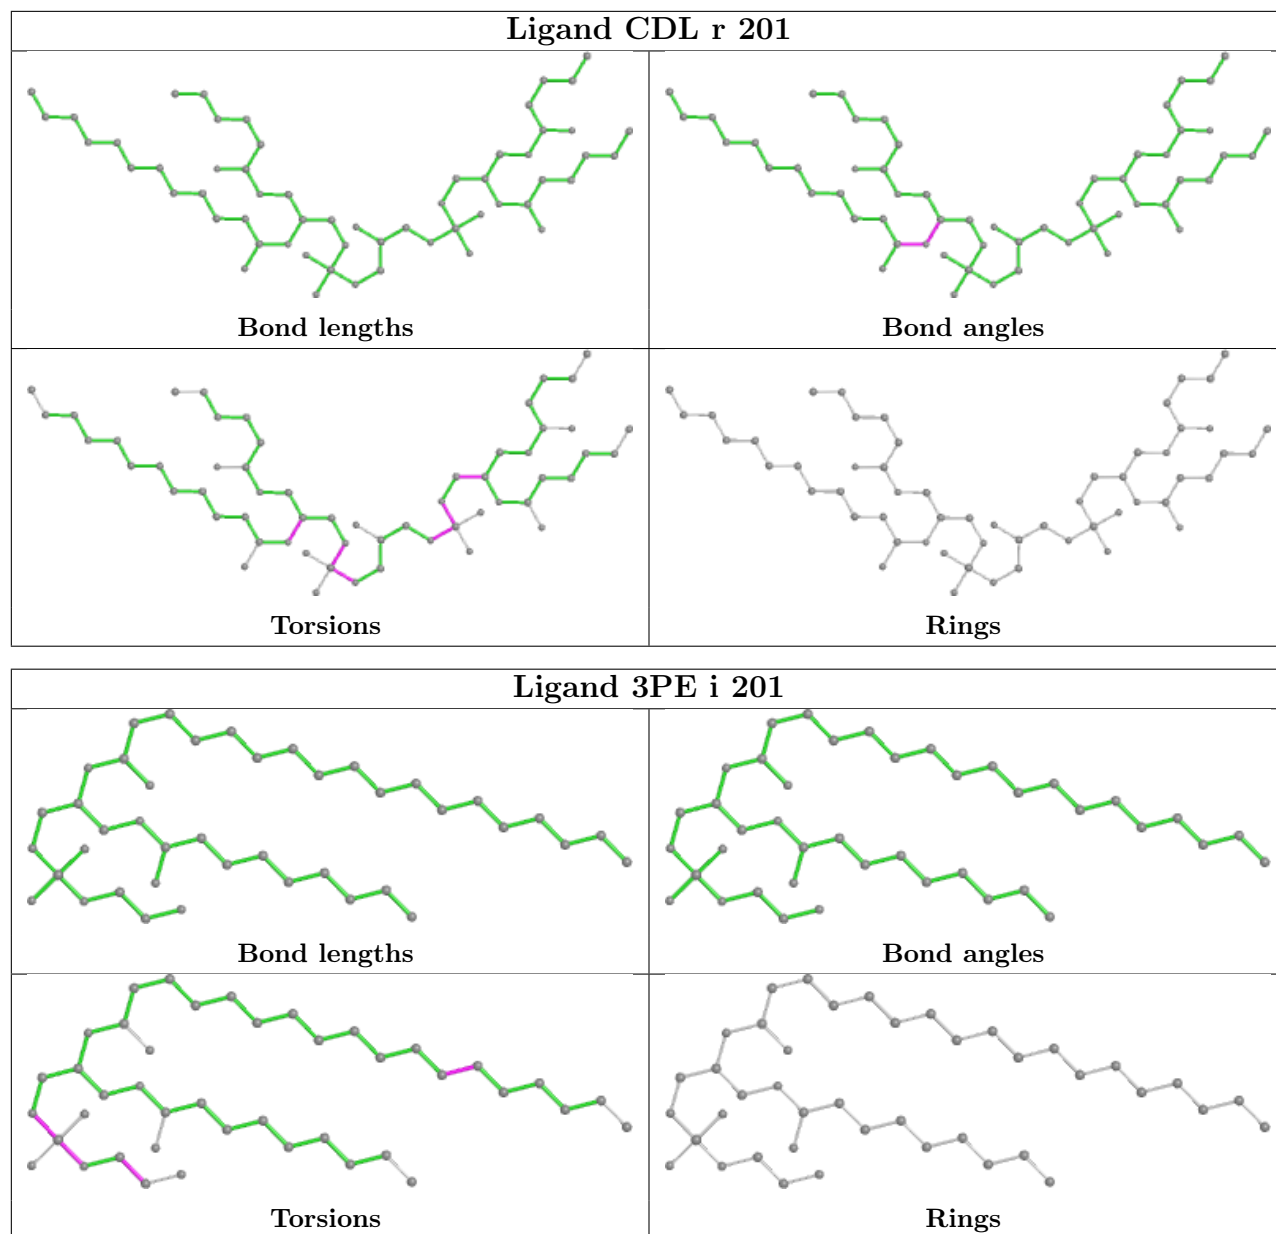 Ligand CDL r 201
Bond lengths
Bond angles
Torsions
Rings
Ligand 3PE i 201
Bond lengths
Bond angles
Torsions
Rings